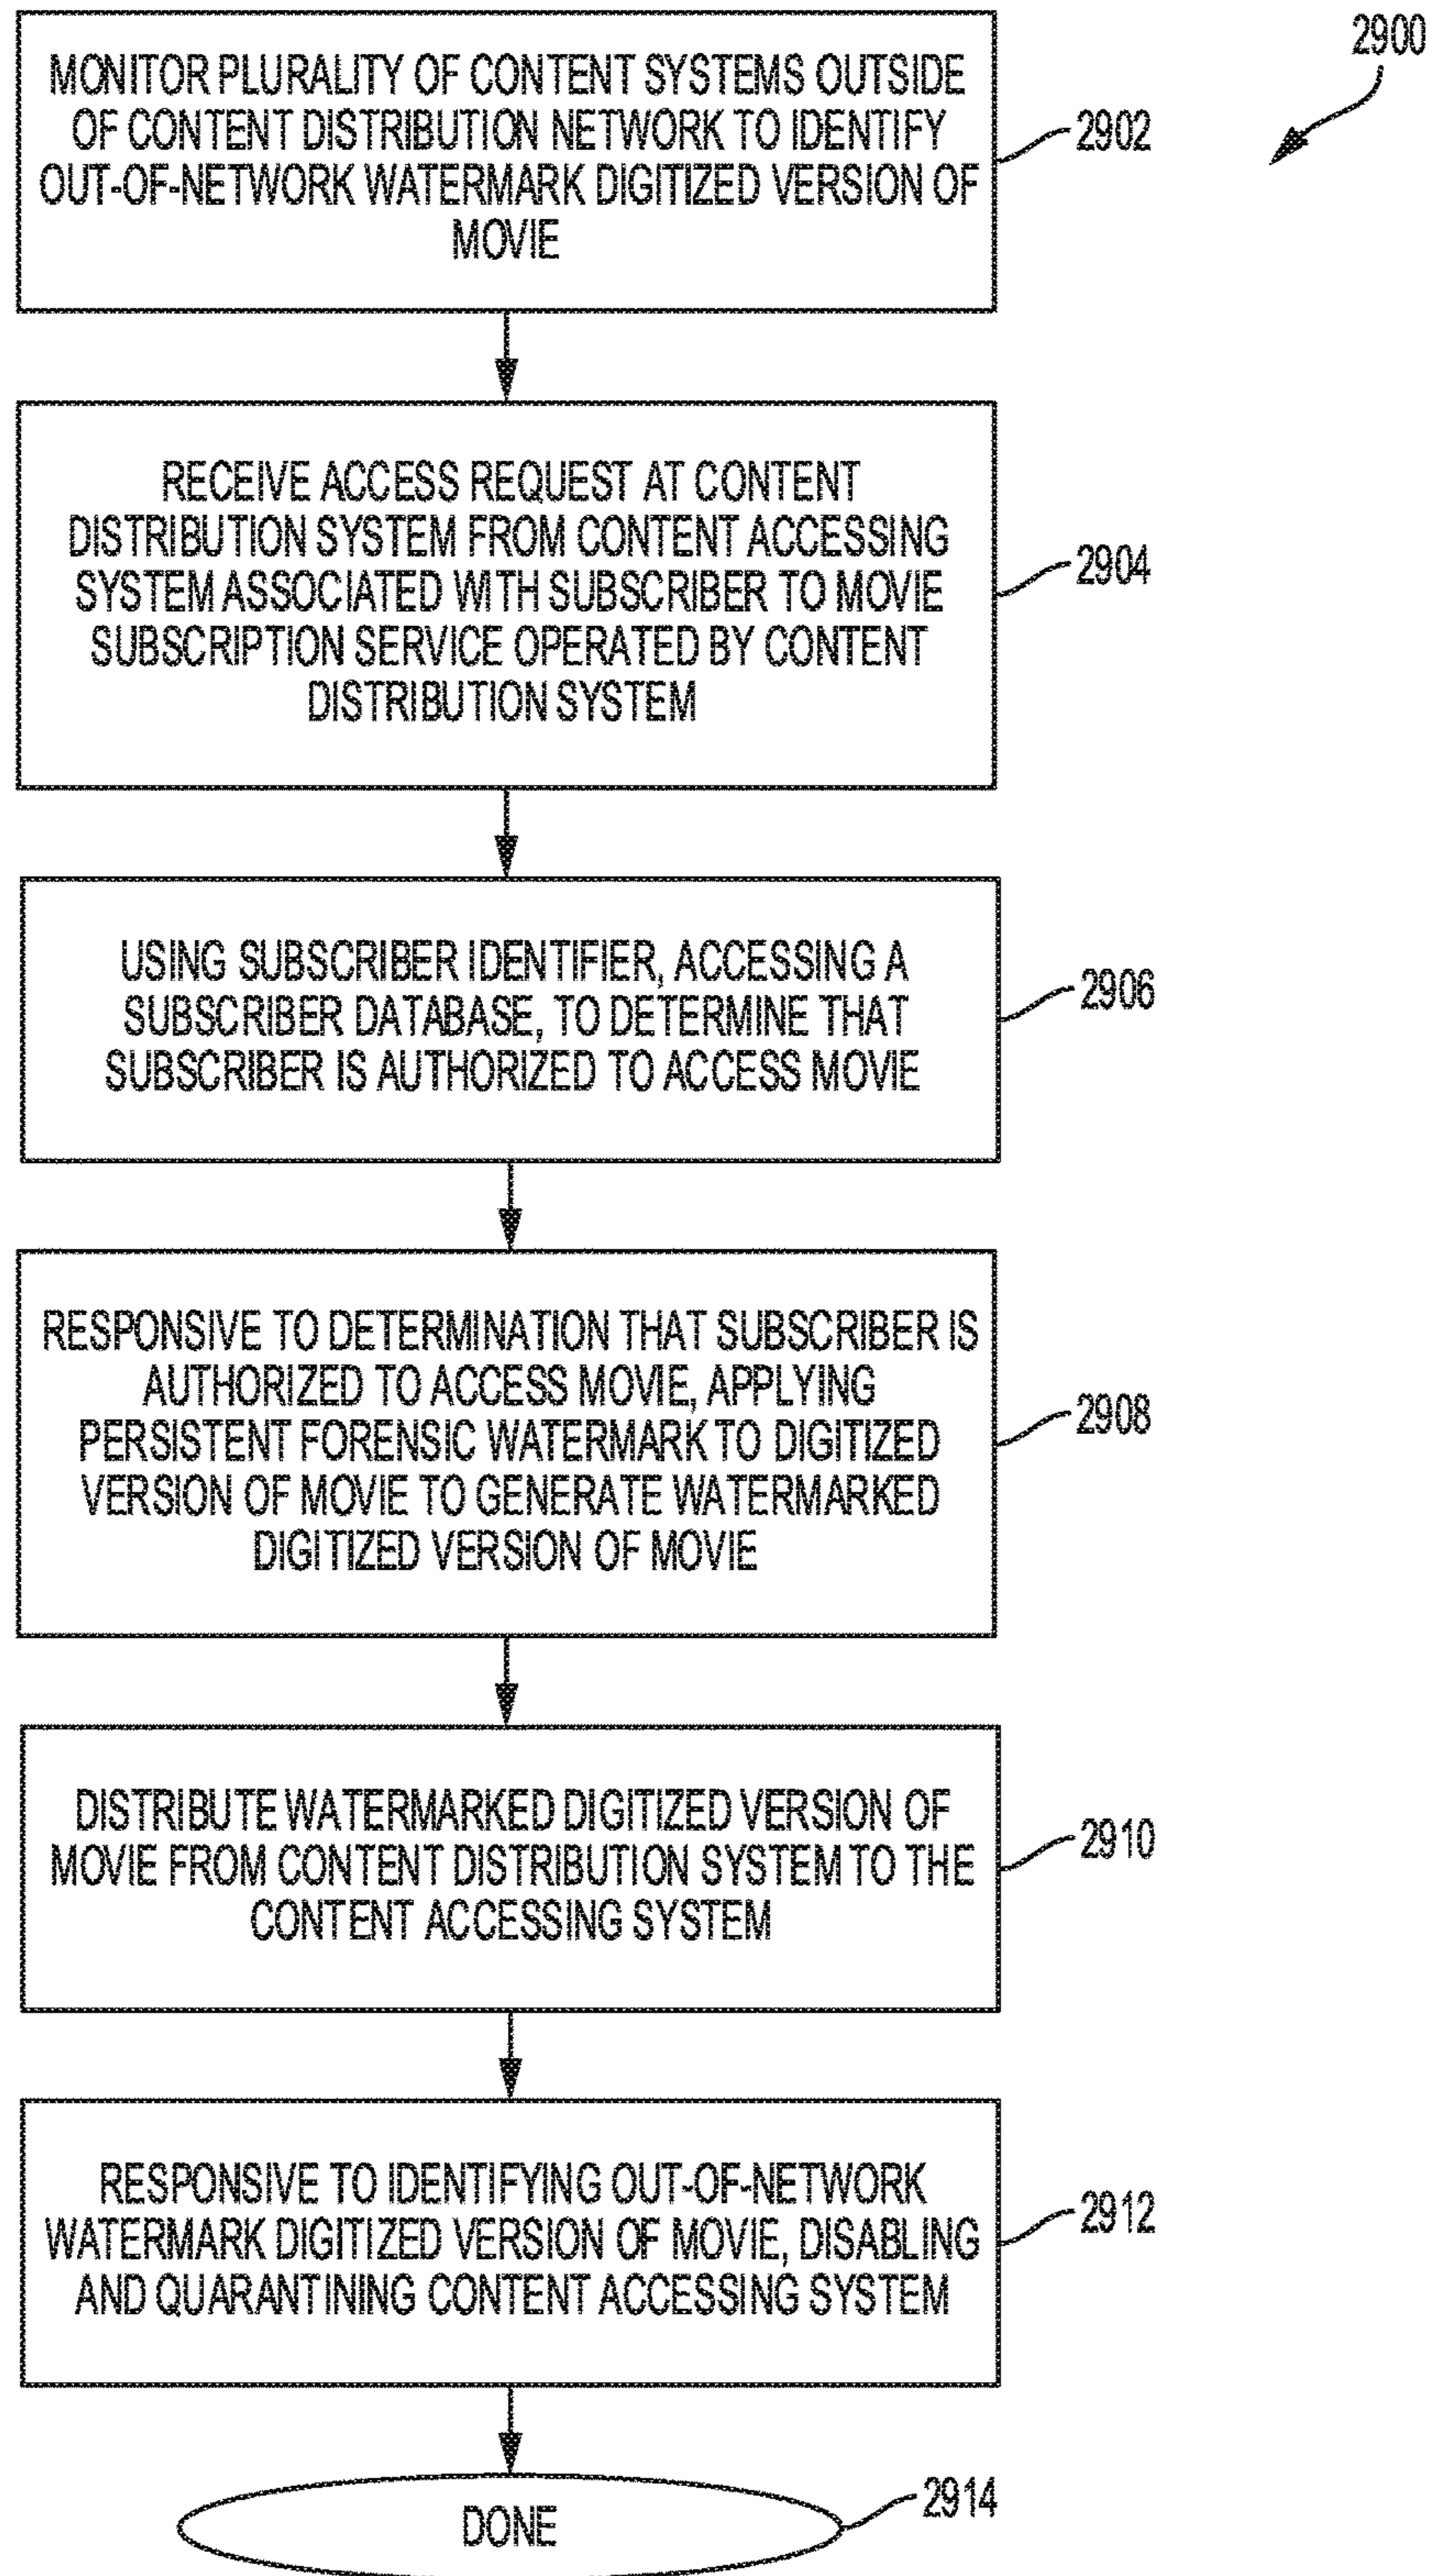 2900
MONITOR PLURALITY OF CONTENT SYSTEMS OUTSIDE
OF CONTENT DISTRIBUTION NETWORK TO IDENTIFY
OUT-OF-NETWORK WATERMARK DIGITIZED VERSION OF
MOVIE
2902
RECEIVE ACCESS REQUEST AT CONTENT
DISTRIBUTION SYSTEM FROM CONTENT ACCESSING
SYSTEM ASSOCIATED WITH SUBSCRIBER TO MOVIE
SUBSCRIPTION SERVICE OPERATED BY CONTENT
DISTRIBUTION SYSTEM
2904
USING SUBSCRIBER IDENTIFIER, ACCESSING A
SUBSCRIBER DATABASE, TO DETERMINE THAT
SUBSCRIBER IS AUTHORIZED TO ACCESS MOVIE
2906
RESPONSIVE TO DETERMINATION THAT SUBSCRIBER IS
AUTHORIZED TO ACCESS MOVIE, APPLYING
PERSISTENT FORENSIC WATERMARK TO DIGITIZED
VERSION OF MOVIE TO GENERATE WATERMARKED
DIGITIZED VERSION OF MOVIE
2908
DISTRIBUTE WATERMARKED DIGITIZED VERSION OF
MOVIE FROM CONTENT DISTRIBUTION SYSTEM TO THE
CONTENT ACCESSING SYSTEM
2910
RESPONSIVE TO IDENTIFYING OUT-OF-NETWORK
WATERMARK DIGITIZED VERSION OF MOVIE, DISABLING
AND QUARANTINING CONTENT ACCESSING SYSTEM
2912
DONE
2914